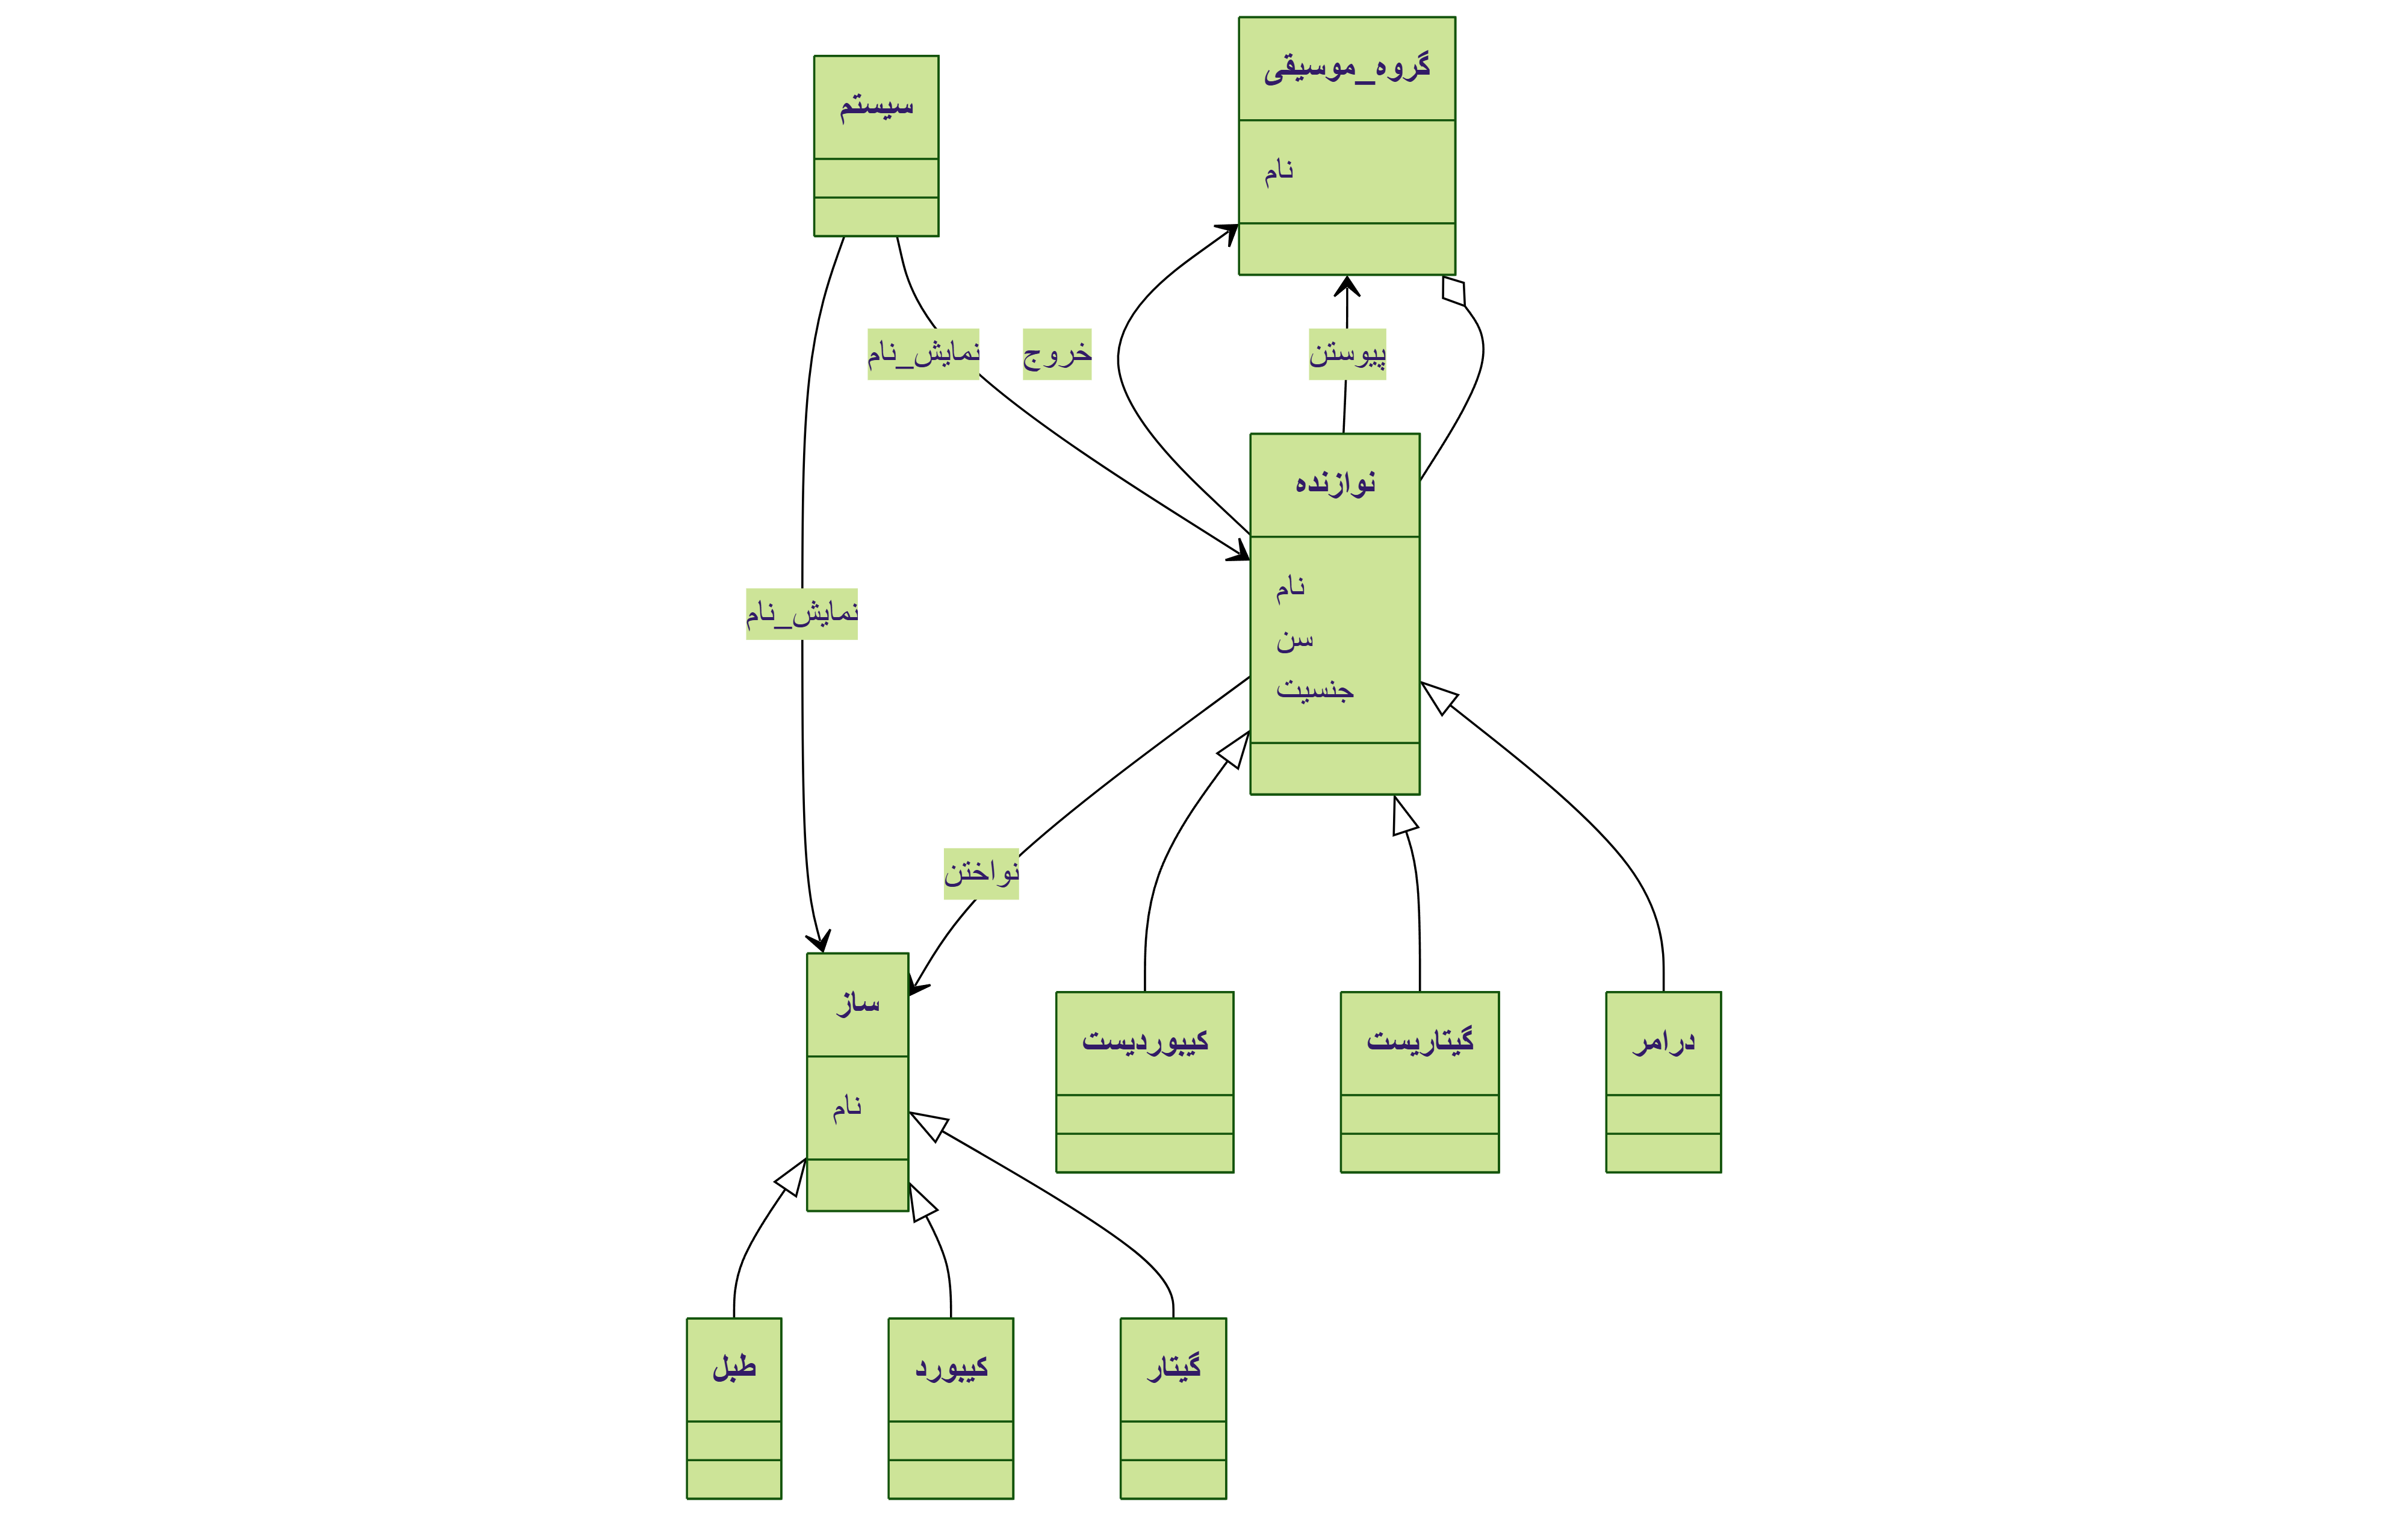 گروه_موسیقی
نام
سیستم
نمایش_نام
خروج
پیوستن
نوازنده
نام
سن
جنسیت
نمایش_نام
نواختن
ساز
نام
کیبوردیست
گیتاریست
درامر
طبل
کیبورد
گیتار